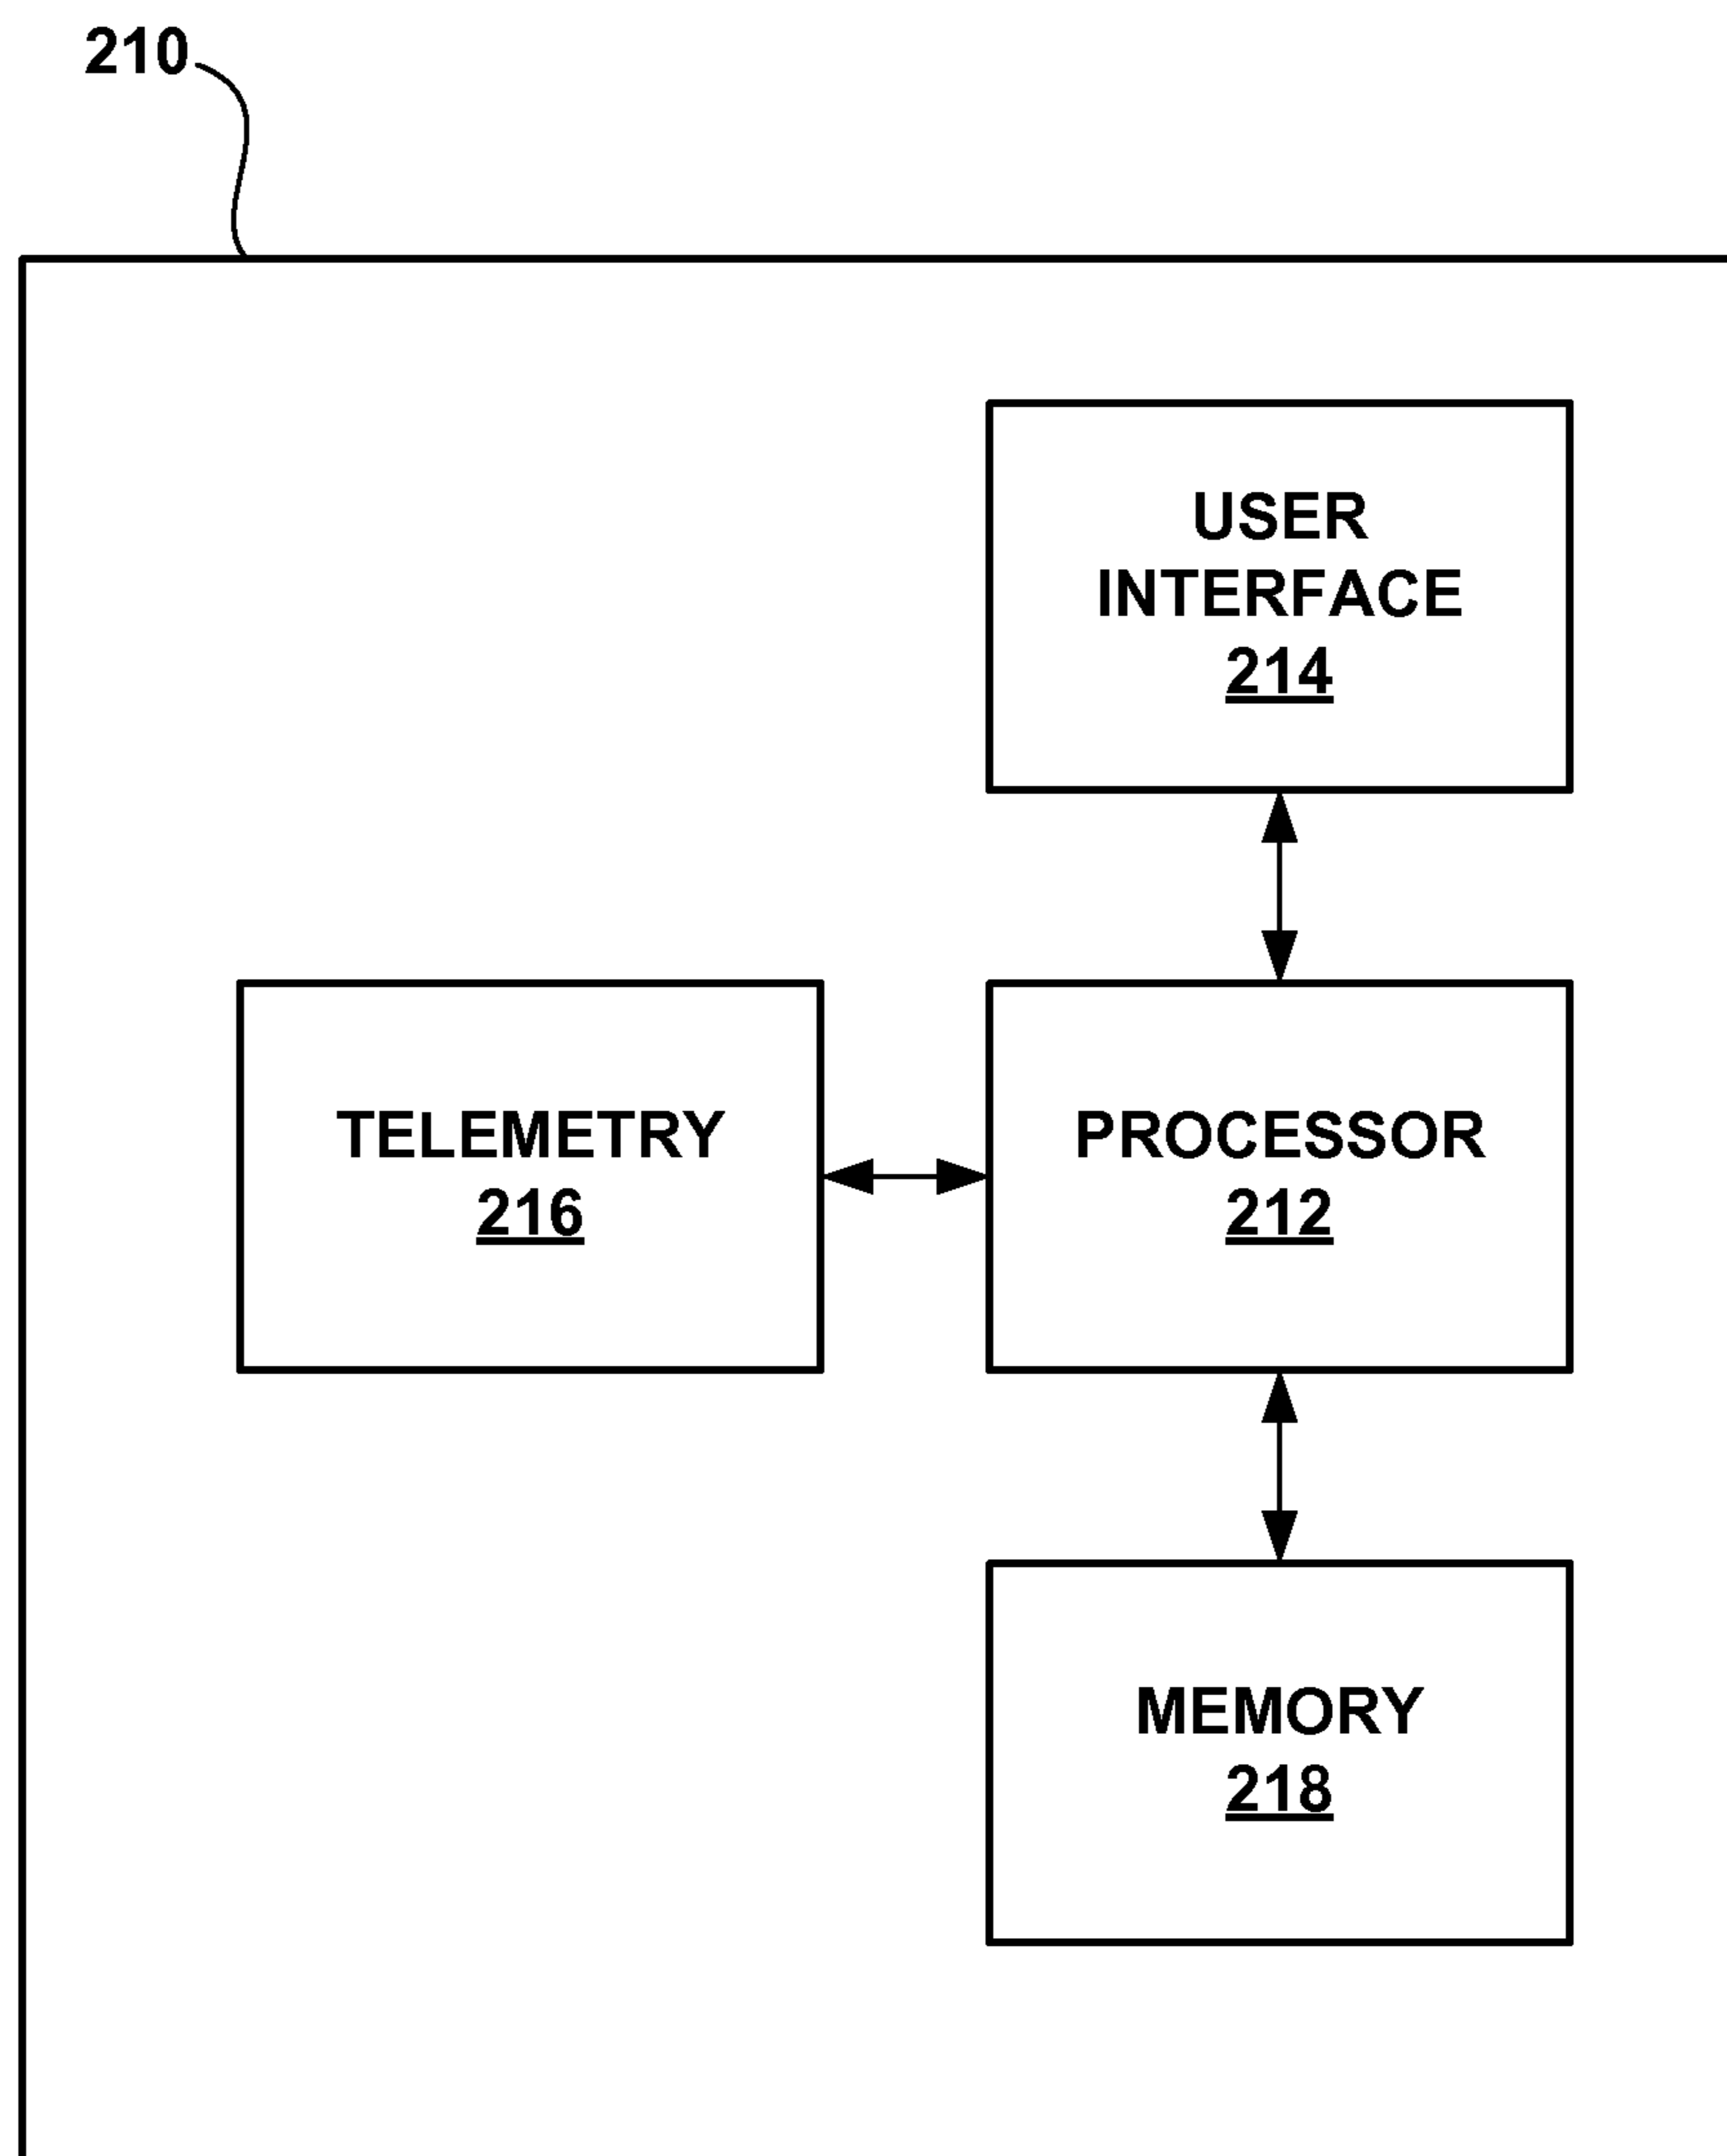 210
USER
INTERFACE
214
TELEMETRY
216
PROCESSOR
212
MEMORY
218